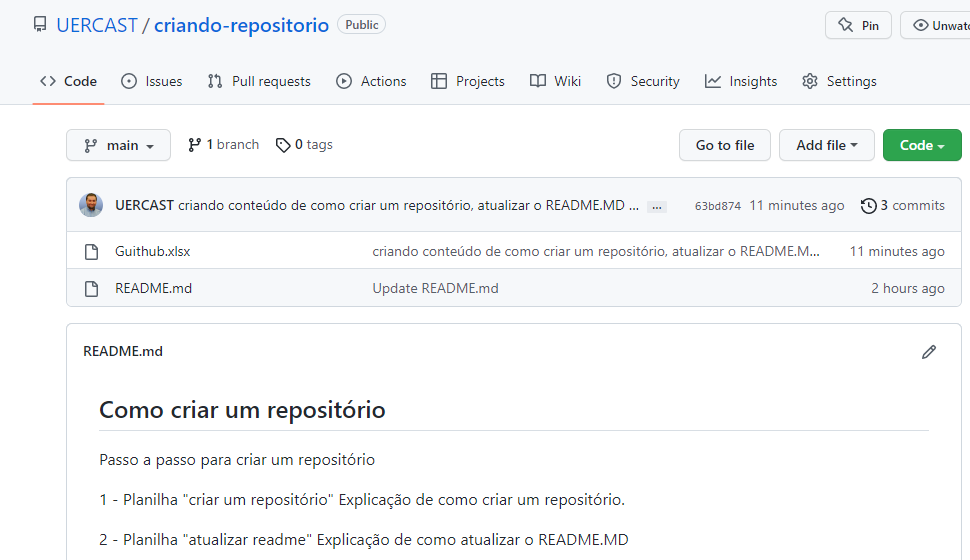 UERCAST / criando-repositorio Public Pin
Code Issues Pull requests Actions Projects Wiki Security Insights Settings
main 1 branch 0 tags Go to file Add file Code
UERCAST criando conteúdo de como criar um repositório, atualizar o README.MD ... ... 63bd874 11 minutes ago 3 commits
Guithub.xlsx criando conteúdo de como criar um repositório, atualizar o README.M... 11 minutes ago
README.md Update README.md 2 hours ago
README.md
Como criar um repositório
Passo a passo para criar um repositório
1 - Planilha "criar um repositório" Explicação de como criar um repositório.
2 - Planilha "atualizar readme" Explicação de como atualizar o README.MD